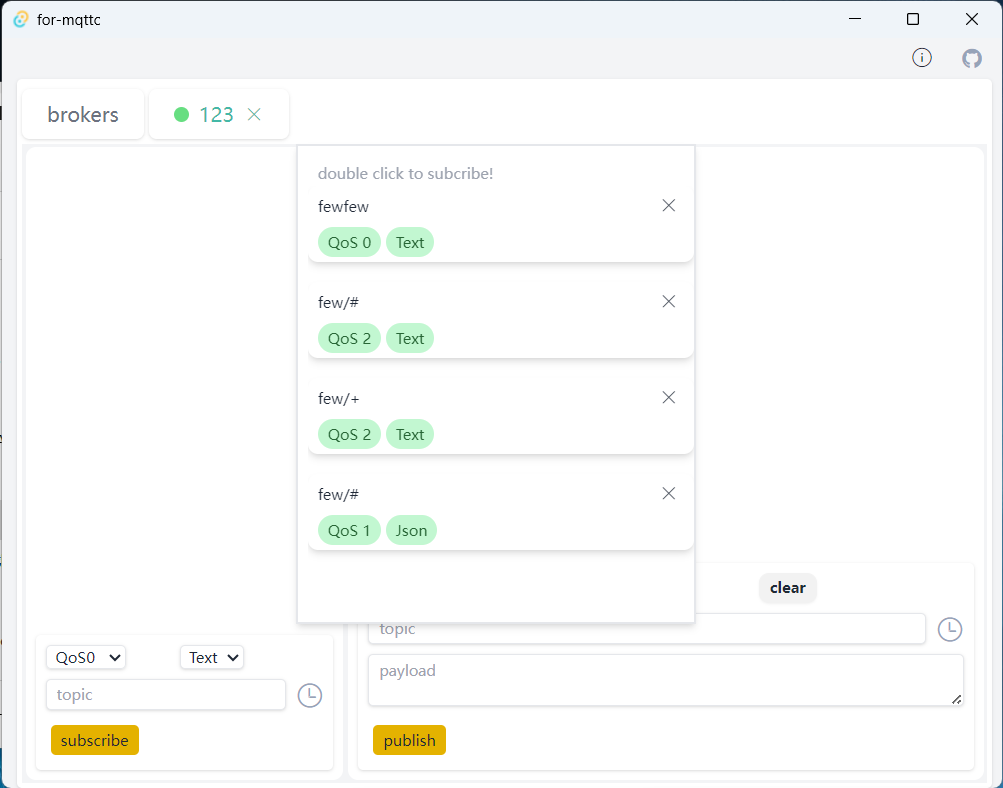 for-mqttc
brokers
123
double click to subcribe!
fewfew
QoS 0 Text
few/#
QoS 2 Text
few/+
QoS 2 Text
few/#
QoS 1 Json
clear
topic
payload
publish
QoS0 Text
topic
subscribe